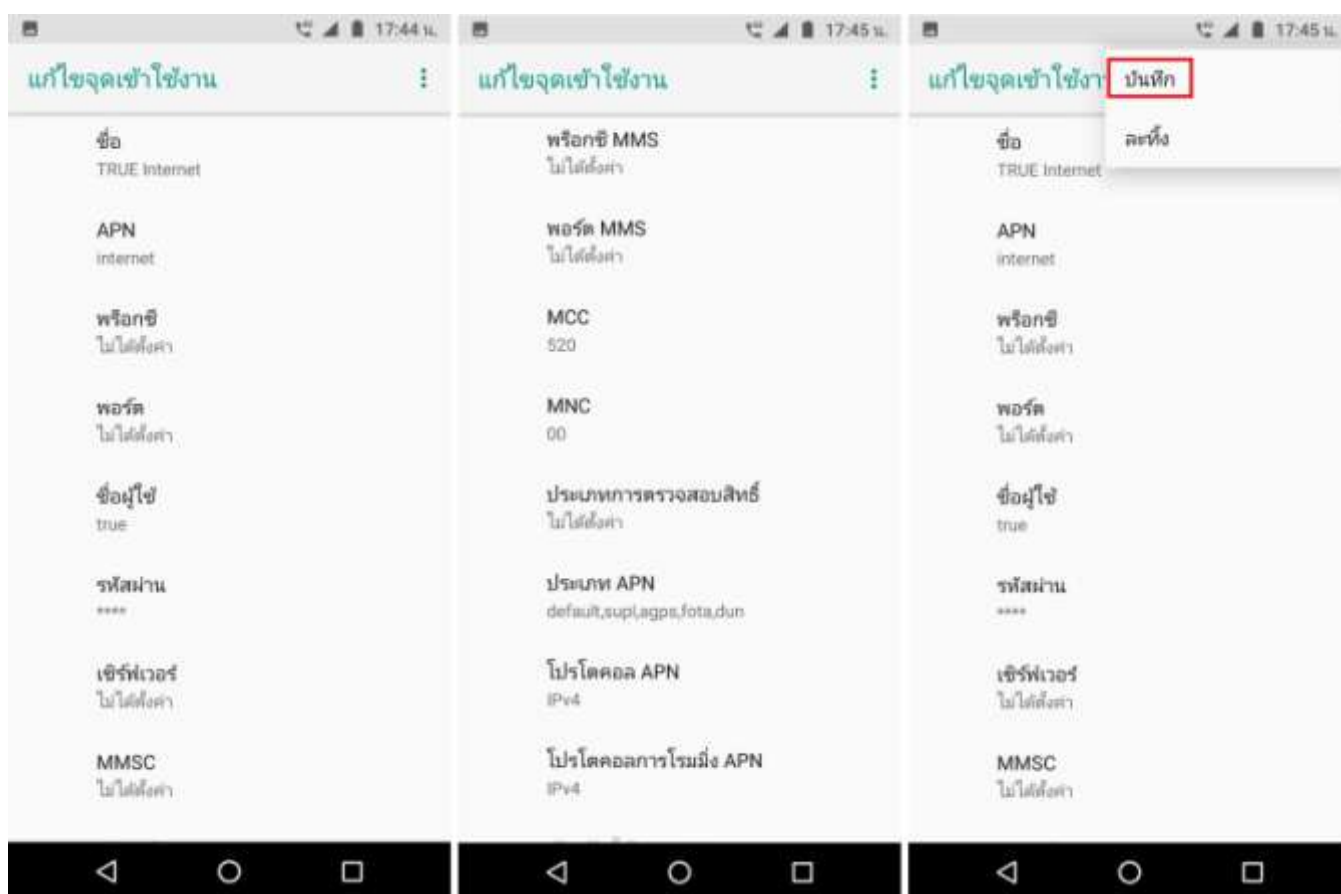 17:44 น.
แก้ไขจุดเข้าใช้งาน
ชื่อ
TRUE Internet
APN
internet
พร็อกซี
ไม่ได้ตั้งค่า
พอร์ต
ไม่ได้ตั้งค่า
ชื่อผู้ใช้
true
รหัสผ่าน
****
เซิร์ฟเวอร์
ไม่ได้ตั้งค่า
MMSC
ไม่ได้ตั้งค่า
17:45 น.
แก้ไขจุดเข้าใช้งาน
พร็อกซี MMS
ไม่ได้ตั้งค่า
พอร์ต MMS
ไม่ได้ตั้งค่า
MCC
520
MNC
00
ประเภทการตรวจสอบสิทธิ์
ไม่ได้ตั้งค่า
ประเภท APN
default,supl,agps,fota,dun
โปรโตคอล APN
IPv4
โปรโตคอลการโรมมิ่ง APN
IPv4
17:45 น.
แก้ไขจุดเข้าใช้งา
บันทึก
ละทิ้ง
ชื่อ
TRUE Internet
APN
internet
พร็อกซี
ไม่ได้ตั้งค่า
พอร์ต
ไม่ได้ตั้งค่า
ชื่อผู้ใช้
true
รหัสผ่าน
****
เซิร์ฟเวอร์
ไม่ได้ตั้งค่า
MMSC
ไม่ได้ตั้งค่า